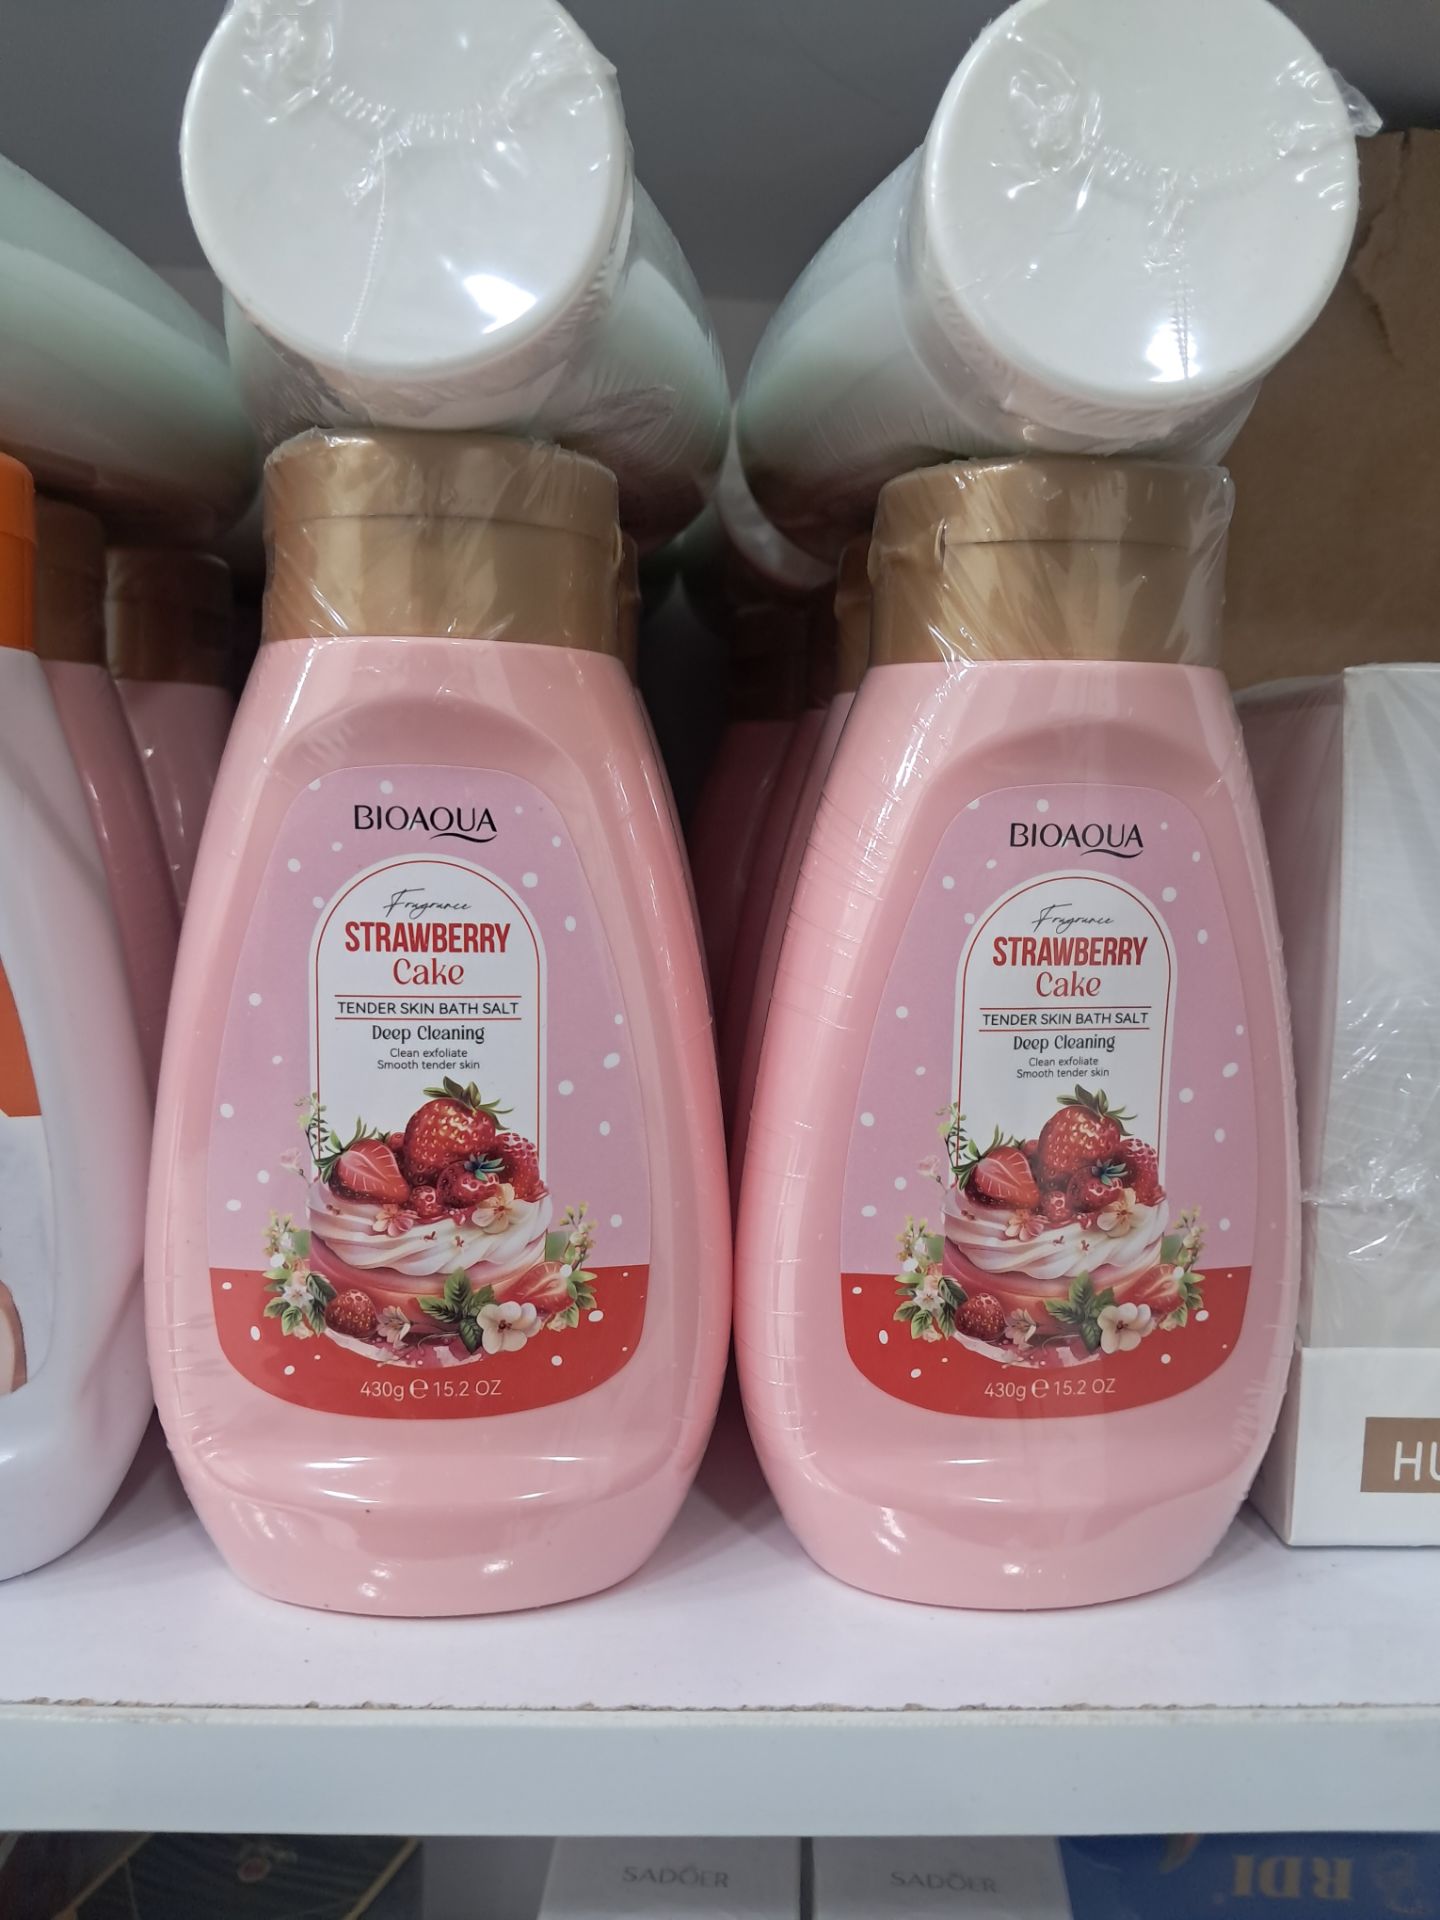 BIOAQUA
Fragrance
STRAWBERRY
Cake
TENDER SKIN BATH SALT
Deep Cleaning
Clean exfoliate
Smooth tender skin
430g e 15.2 OZ
BIOAQUA
Fragrance
STRAWBERRY
Cake
TENDER SKIN BATH SALT
Deep Cleaning
Clean exfoliate
Smooth tender skin
430g e 15.2 OZ
HU
SADOER
SADOER
RDI